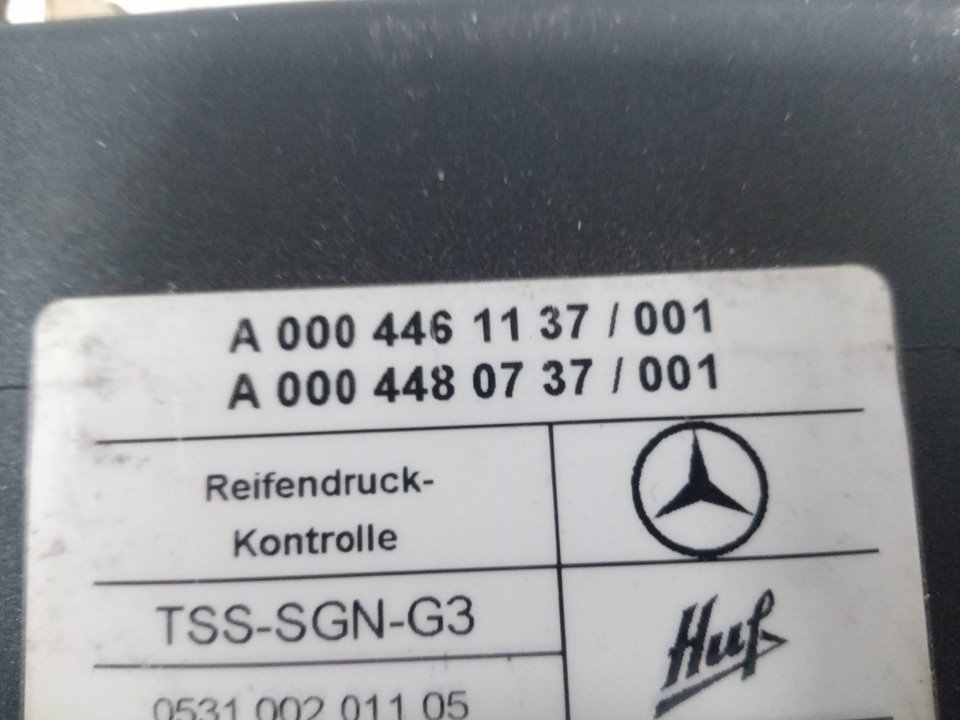 A 000 446 11 37 / 001
A 000 448 07 37 / 001
Reifendruck-
Kontrolle
TSS-SGN-G3
Huf
0531 002 011 05